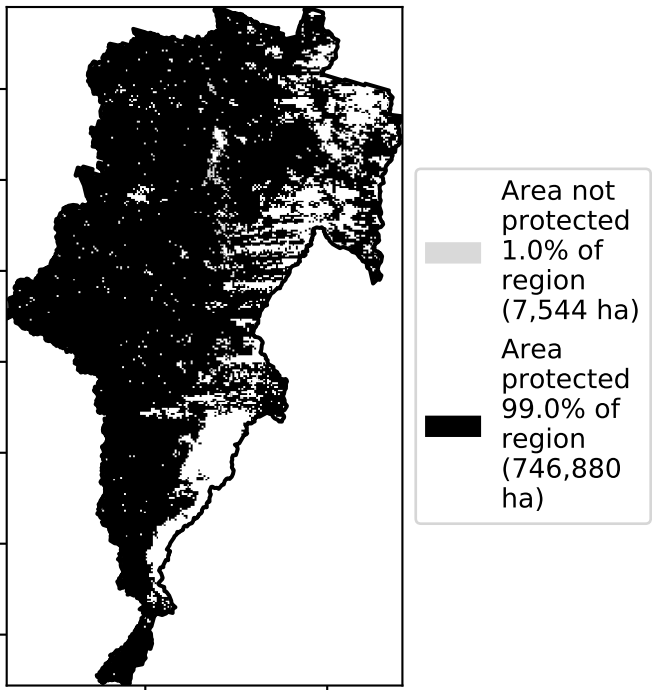 Area not
protected
1.0% of
region
(7,544 ha)
Area
protected
99.0% of
region
(746,880
ha)